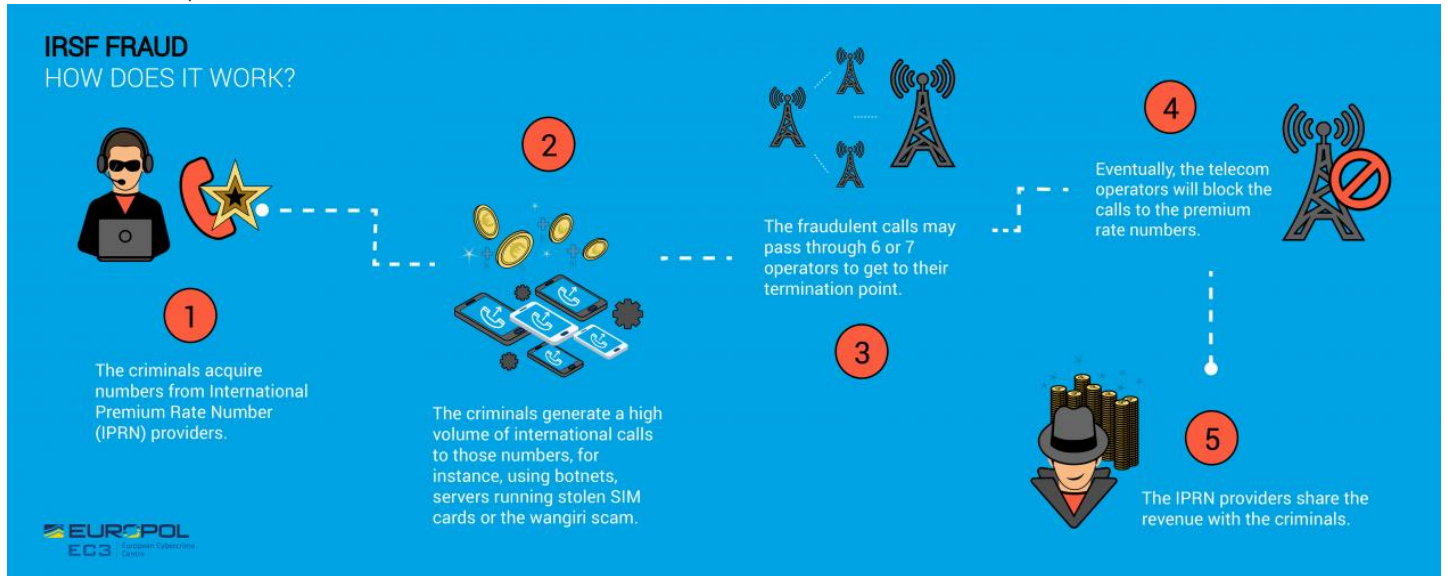 IRSF FRAUD
HOW DOES IT WORK?
1
The criminals acquire
numbers from International
Premium Rate Number
(IPRN) providers.
2
The criminals generate a high
volume of international calls
to those numbers, for
instance, using botnets,
servers running stolen SIM
cards or the wangiri scam.
The fraudulent calls may
pass through 6 or 7
operators to get to their
termination point.
3
4
Eventually, the telecom
operators will block the
calls to the premium
rate numbers.
5
The IPRN providers share the
revenue with the criminals.
EUROPOL
EC3
European Cybercrime
Centre